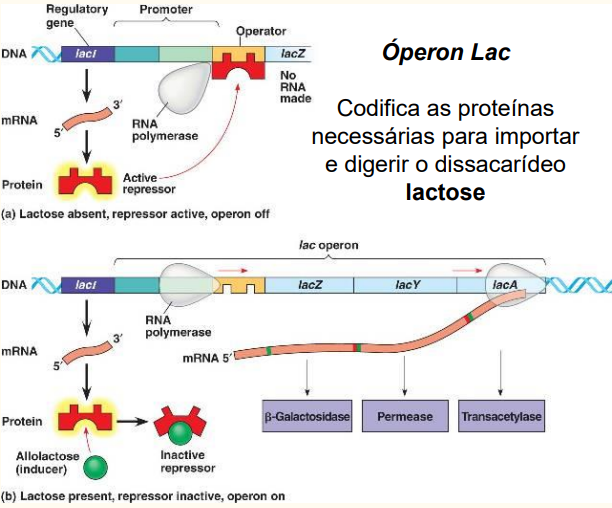 Regulatory
gene
Promoter
Operator
DNA
lacI
lacZ
No
RNA
made
3′
mRNA
5′
RNA
polymerase
Protein
Active
repressor
(a) Lactose absent, repressor active, operon off
Óperon Lac
Codifica as proteínas
necessárias para importar
e digerir o dissacarídeo
lactose
lac operon
DNA
lacI
lacZ
lacY
lacA
RNA
polymerase
3′
mRNA
5′
mRNA 5′
Protein
β-Galactosidase
Permease
Transacetylase
Allolactose
(inducer)
Inactive
repressor
(b) Lactose present, repressor inactive, operon on